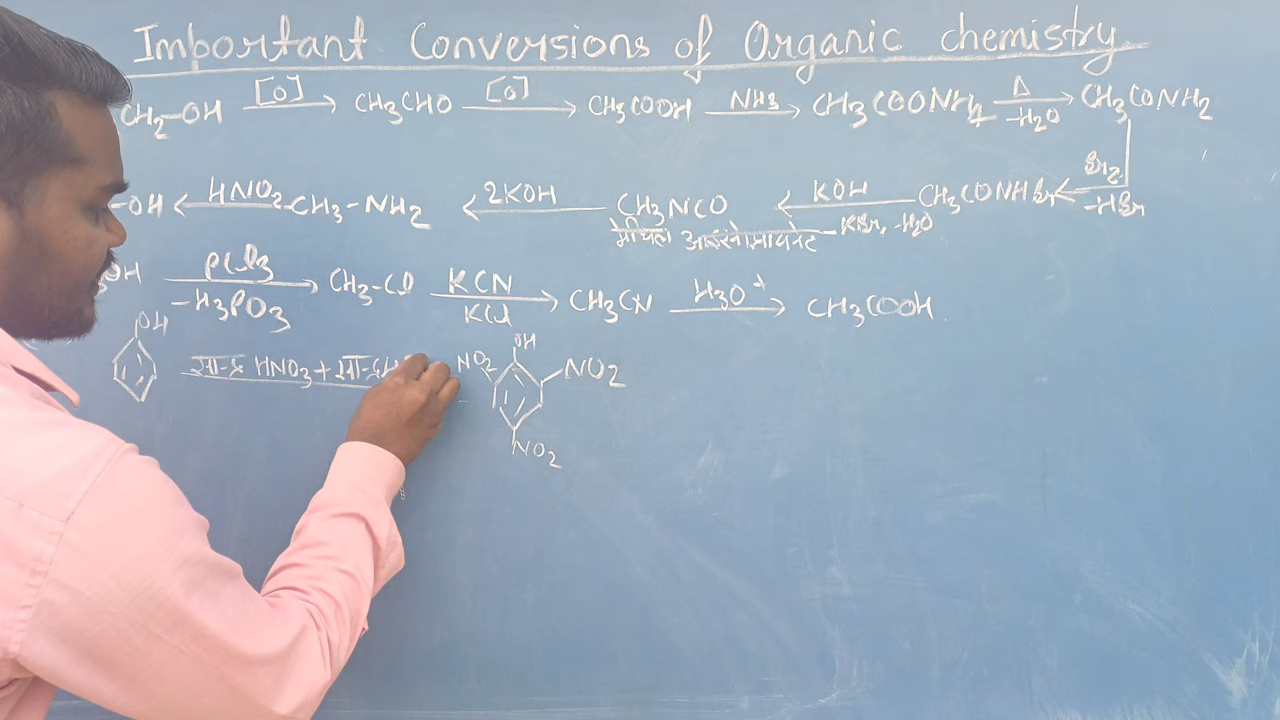 Important Conversions of Organic chemistry
CH2-OH [O] CH3CHO [O] CH3COOH NH3 CH3COONH4 Δ -H2O CH3CONH2
Br2 -HBr
-OH HNO2 CH3-NH2 2KOH CH3NCO KOH KBr, -H2O CH3CONHBr
मेथिल आइसोसायनेट
OH PCl3 -H3PO3 CH3-Cl KCN KCl CH3CN H3O+ CH3COOH
OH सान्द्र HNO3 + सान्द्र H NO2 OH NO2
NO2